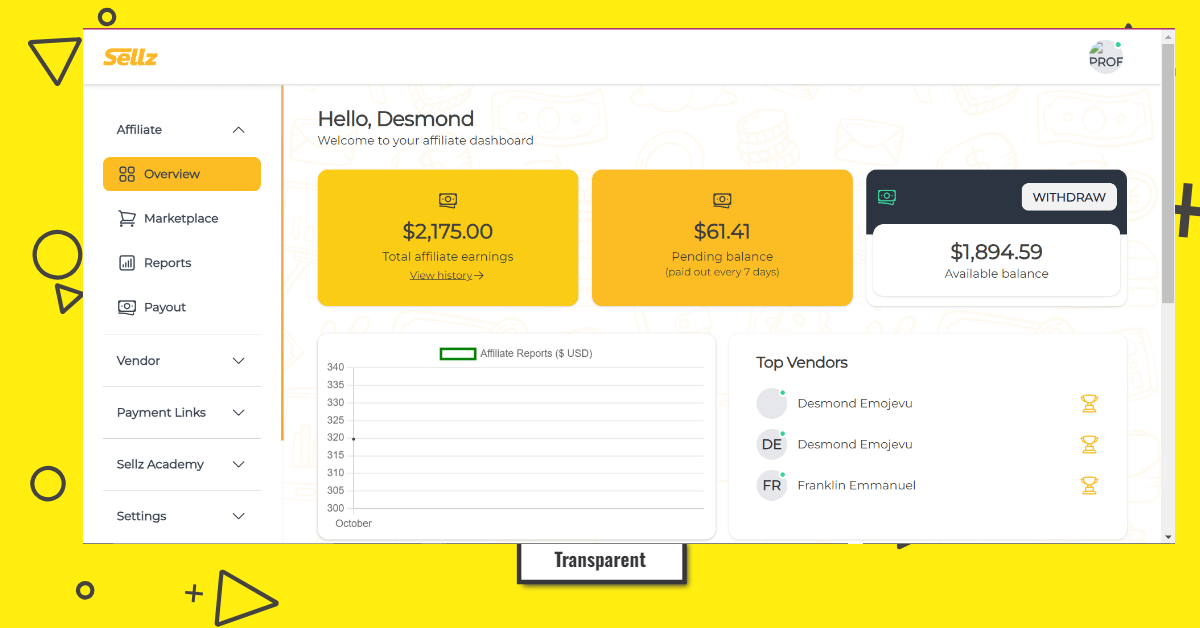 Sellz
PROF
Affiliate
Overview
Marketplace
Reports
Payout
Vendor
Payment Links
Sellz Academy
Settings
Hello, Desmond
Welcome to your affiliate dashboard
$2,175.00
Total affiliate earnings
View history
$61.41
Pending balance
(paid out every 7 days)
WITHDRAW
$1,894.59
Available balance
Affiliate Reports ($ USD)
340
335
330
325
320
315
310
305
300
October
Top Vendors
Desmond Emojevu
DE Desmond Emojevu
FR Franklin Emmanuel
Transparent